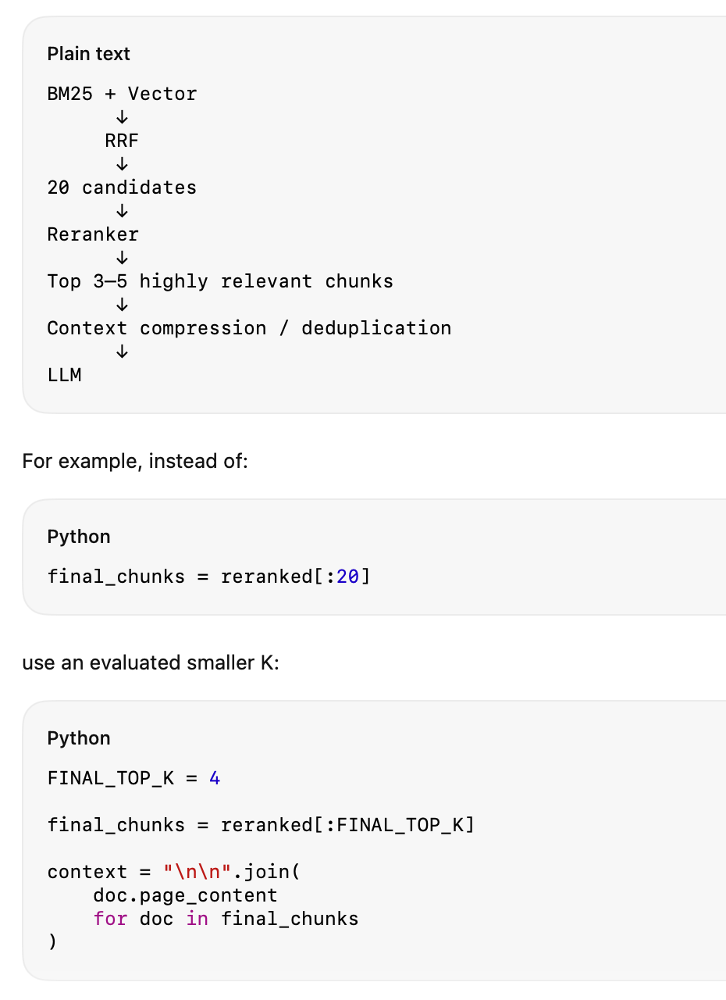 Plain text
BM25 + Vector
↓
RRF
↓
20 candidates
↓
Reranker
↓
Top 3–5 highly relevant chunks
↓
Context compression / deduplication
↓
LLM
For example, instead of:
Python
final_chunks = reranked[:20]
use an evaluated smaller K:
Python
FINAL_TOP_K = 4
final_chunks = reranked[:FINAL_TOP_K]
context = "\n\n".join(
    doc.page_content
    for doc in final_chunks
)